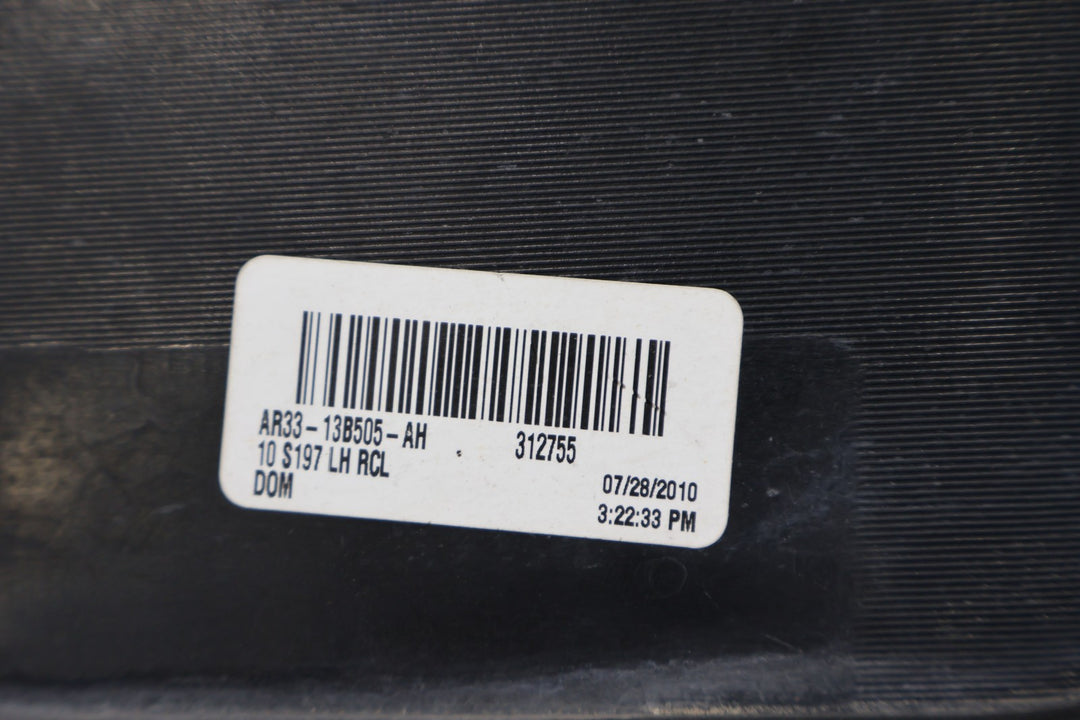 AR33-13B505-AH 312755
10 S197 LH RCL
DOM 07/28/2010
3:22:33 PM